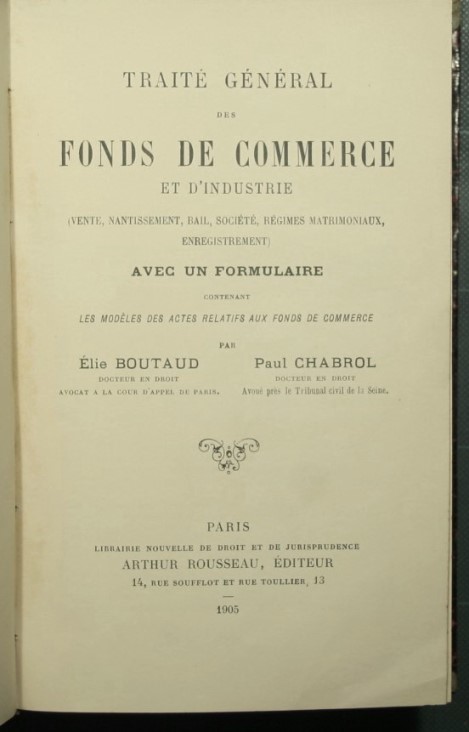 TRAITÉ GÉNÉRAL
DES
FONDS DE COMMERCE
ET D'INDUSTRIE
(VENTE, NANTISSEMENT, BAIL, SOCIÉTÉ, RÉGIMES MATRIMONIAUX,
ENREGISTREMENT)
AVEC UN FORMULAIRE
CONTENANT
LES MODÈLES DES ACTES RELATIFS AUX FONDS DE COMMERCE
PAR
Élie BOUTAUD
DOCTEUR EN DROIT
AVOCAT A LA COUR D'APPEL DE PARIS.
Paul CHABROL
DOCTEUR EN DROIT
Avoué près le Tribunal civil de la Seine.
PARIS
LIBRAIRIE NOUVELLE DE DROIT ET DE JURISPRUDENCE
ARTHUR ROUSSEAU, ÉDITEUR
14, RUE SOUFFLOT ET RUE TOULLIER, 13
1905